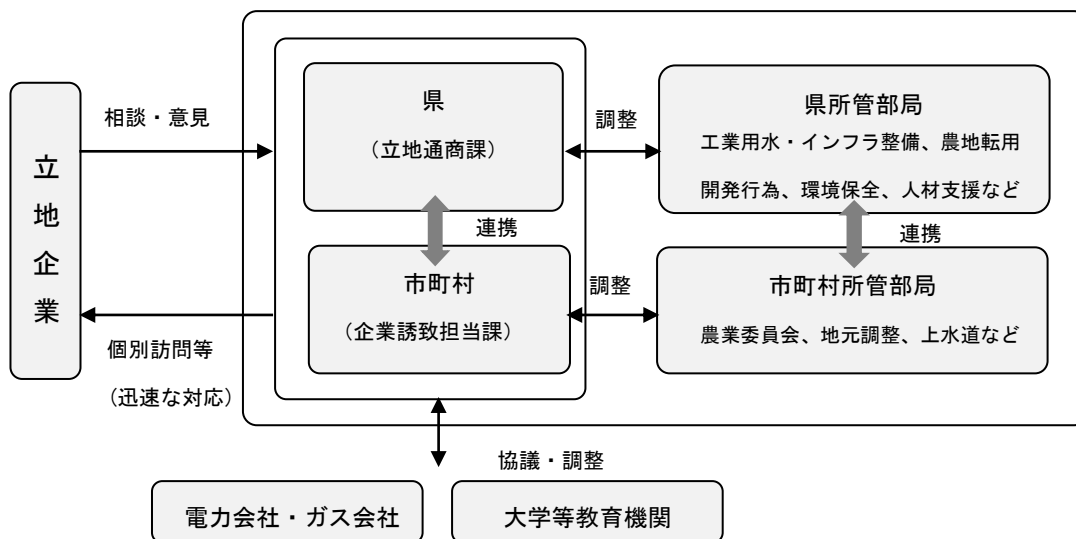 立地企業
相談・意見
個別訪問等
(迅速な対応)
県
(立地通商課)
連携
市町村
(企業誘致担当課)
調整
調整
県所管部局
工業用水・インフラ整備、農地転用
開発行為、環境保全、人材支援など
連携
市町村所管部局
農業委員会、地元調整、上水道など
協議・調整
電力会社・ガス会社
大学等教育機関